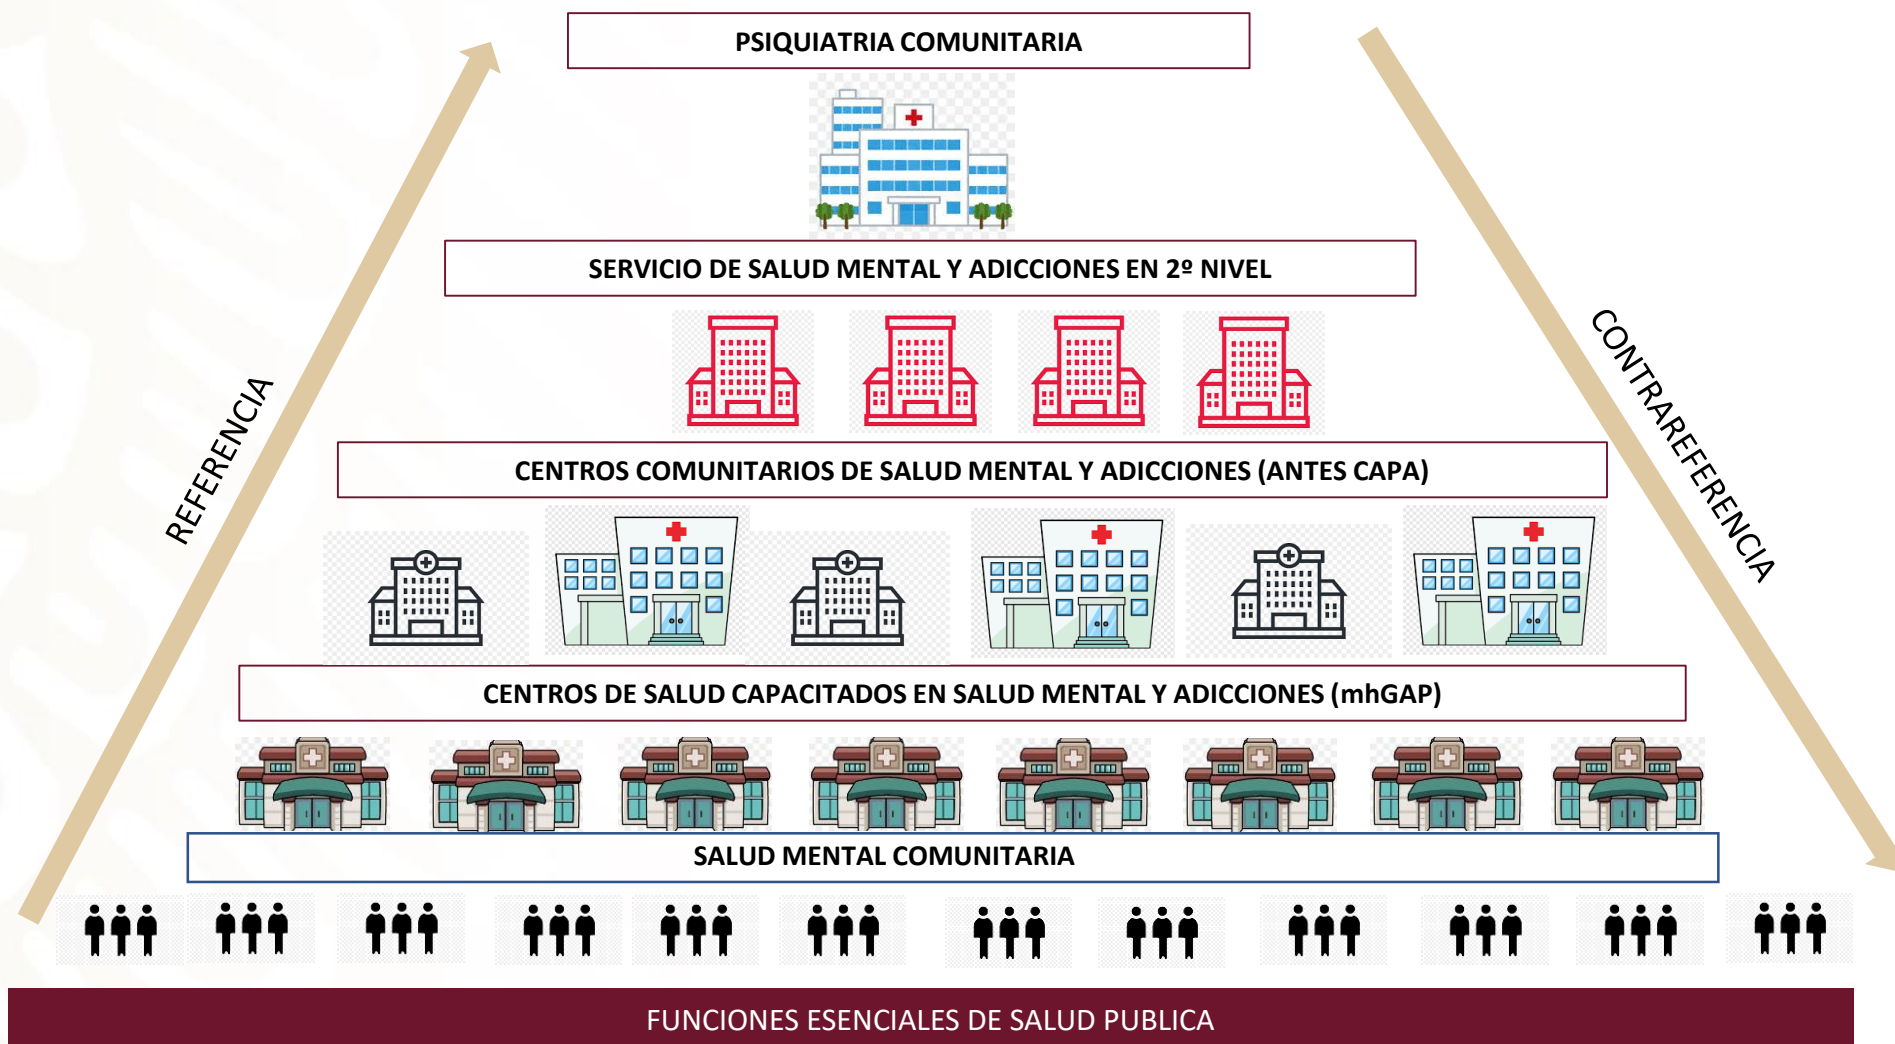 PSIQUIATRIA COMUNITARIA
SERVICIO DE SALUD MENTAL Y ADICCIONES EN 2º NIVEL
REFERENCIA
CONTRAREFERENCIA
CENTROS COMUNITARIOS DE SALUD MENTAL Y ADICCIONES (ANTES CAPA)
CENTROS DE SALUD CAPACITADOS EN SALUD MENTAL Y ADICCIONES (mhGAP)
SALUD MENTAL COMUNITARIA
FUNCIONES ESENCIALES DE SALUD PUBLICA